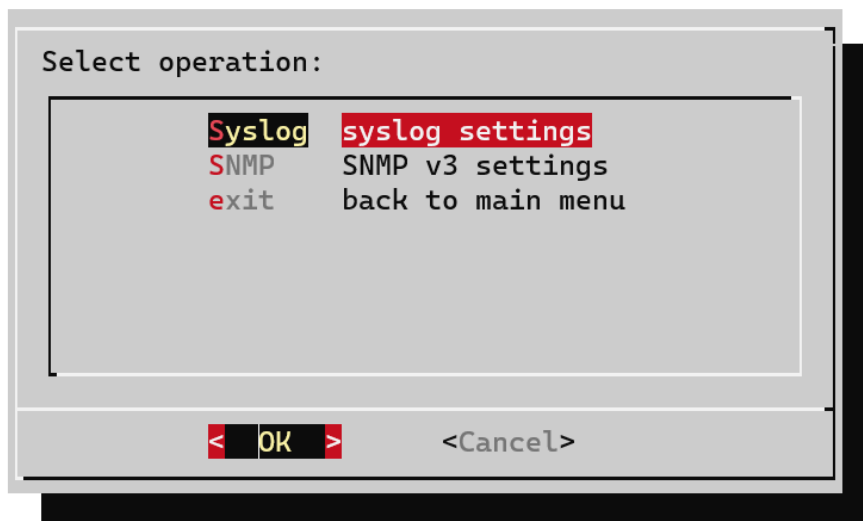 Select operation:
Syslog syslog settings
SNMP SNMP v3 settings
exit back to main menu
< OK > <Cancel>